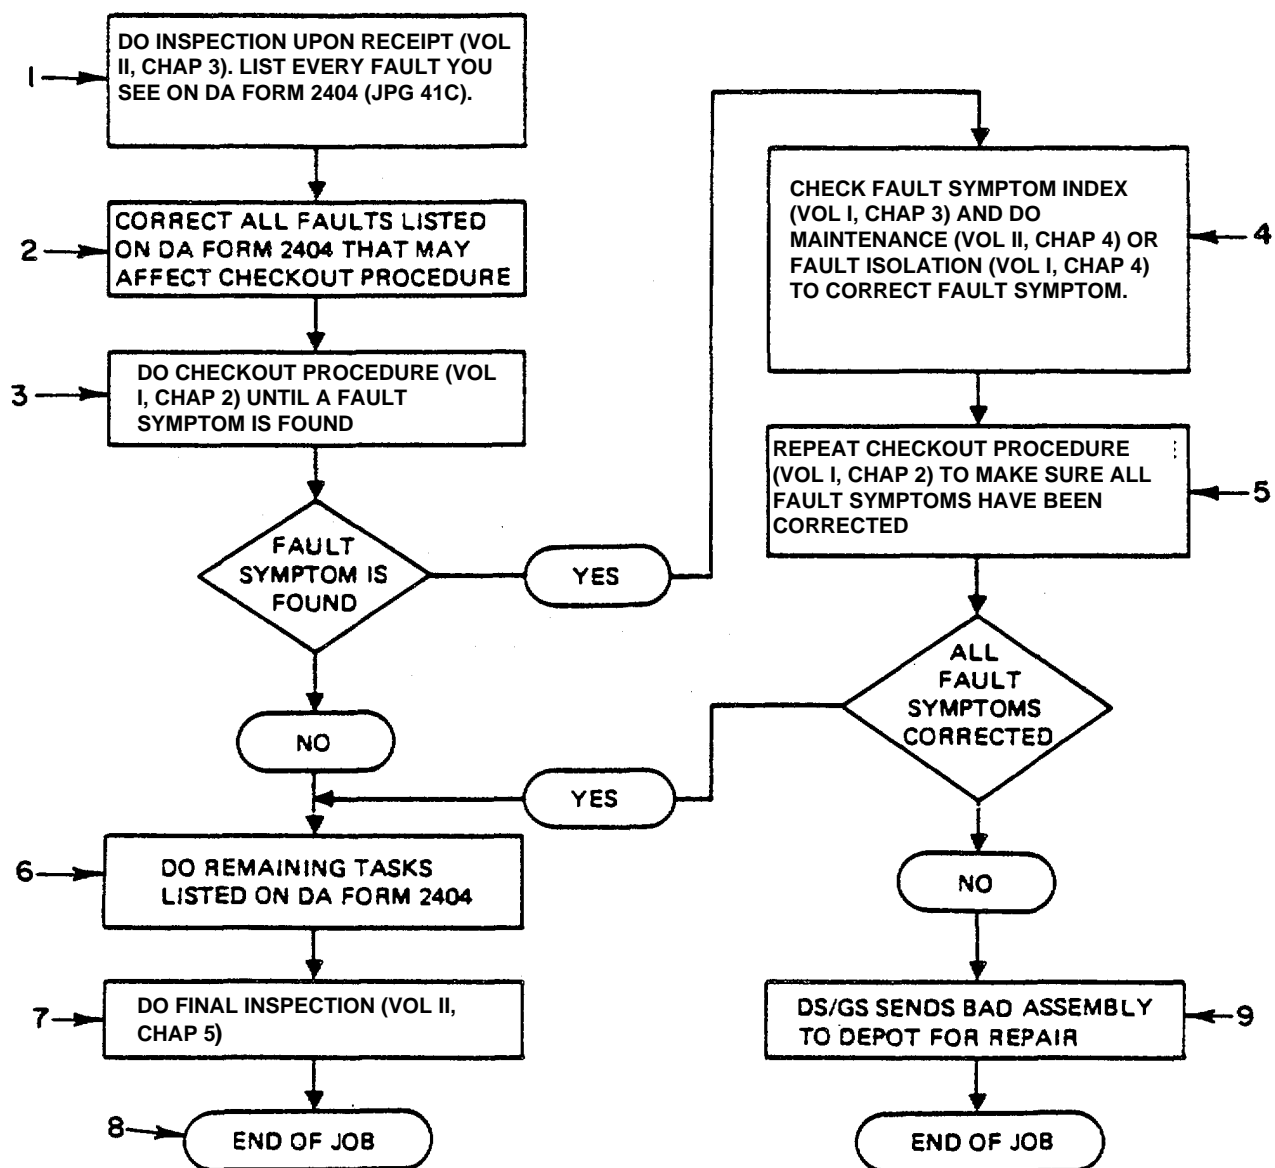 1
DO INSPECTION UPON RECEIPT (VOL
II, CHAP 3). LIST EVERY FAULT YOU
SEE ON DA FORM 2404 (JPG 41C).
2
CORRECT ALL FAULTS LISTED
ON DA FORM 2404 THAT MAY
AFFECT CHECKOUT PROCEDURE
3
DO CHECKOUT PROCEDURE (VOL
I, CHAP 2) UNTIL A FAULT
SYMPTOM IS FOUND
FAULT
SYMPTOM IS
FOUND
YES
NO
CHECK FAULT SYMPTOM INDEX
(VOL I, CHAP 3) AND DO
MAINTENANCE (VOL II, CHAP 4) OR
FAULT ISOLATION (VOL I, CHAP 4)
TO CORRECT FAULT SYMPTOM.
4
REPEAT CHECKOUT PROCEDURE
(VOL I, CHAP 2) TO MAKE SURE ALL
FAULT SYMPTOMS HAVE BEEN
CORRECTED
5
ALL
FAULT
SYMPTOMS
CORRECTED
YES
NO
6
DO REMAINING TASKS
LISTED ON DA FORM 2404
7
DO FINAL INSPECTION (VOL II,
CHAP 5)
8
END OF JOB
DS/GS SENDS BAD ASSEMBLY
TO DEPOT FOR REPAIR
9
END OF JOB